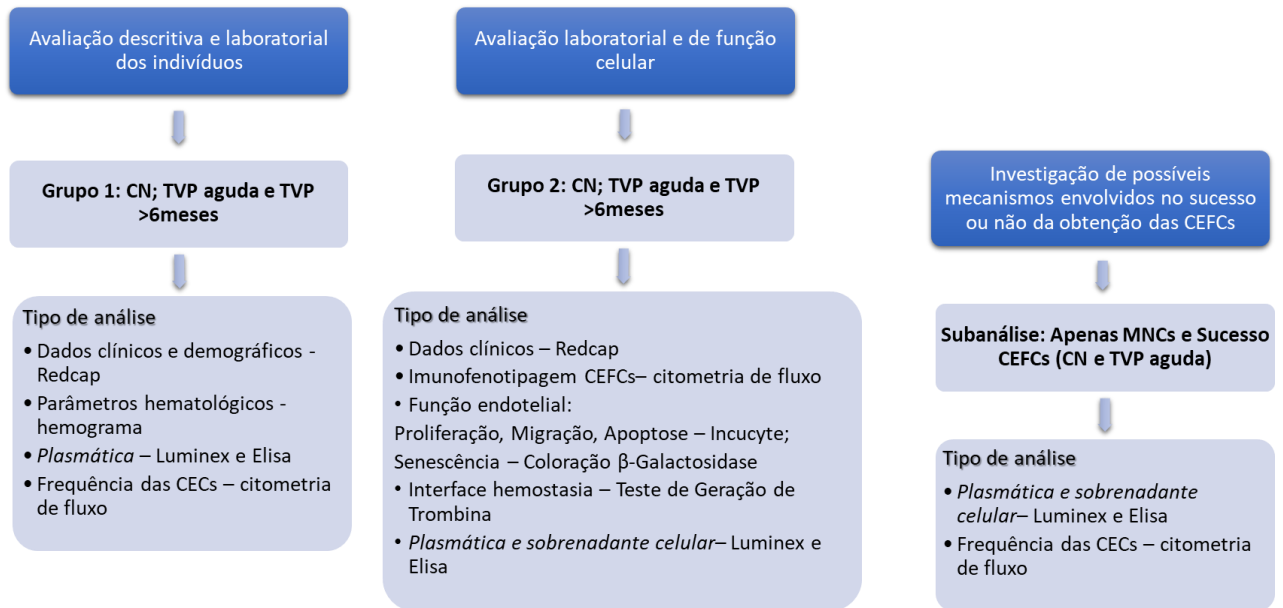 Avaliação descritiva e laboratorial
dos indivíduos
Grupo 1: CN; TVP aguda e TVP
>6meses
Tipo de análise
• Dados clínicos e demográficos -
Redcap
• Parâmetros hematológicos -
hemograma
• Plasmática – Luminex e Elisa
• Frequência das CECs – citometria
de fluxo
Avaliação laboratorial e de função
celular
Grupo 2: CN; TVP aguda e TVP
>6meses
Tipo de análise
• Dados clínicos – Redcap
• Imunofenotipagem CEFCs– citometria de fluxo
• Função endotelial:
Proliferação, Migração, Apoptose – Incucyte;
Senescência – Coloração β-Galactosidase
• Interface hemostasia – Teste de Geração de
Trombina
• Plasmática e sobrenadante celular– Luminex e
Elisa
Investigação de possíveis
mecanismos envolvidos no sucesso
ou não da obtenção das CEFCs
Subanálise: Apenas MNCs e Sucesso
CEFCs (CN e TVP aguda)
Tipo de análise
• Plasmática e sobrenadante
celular– Luminex e Elisa
• Frequência das CECs – citometria
de fluxo